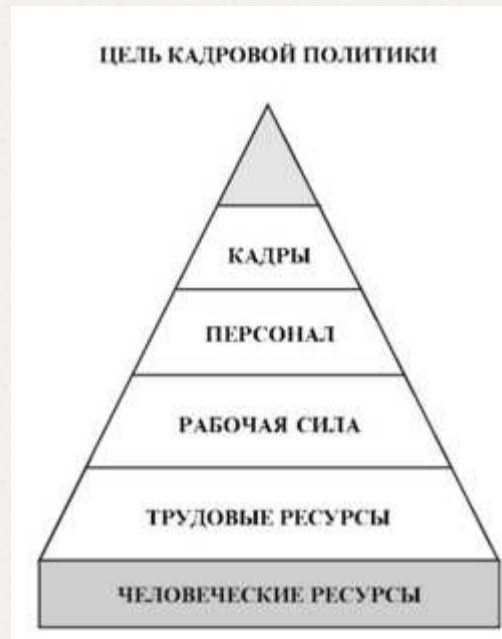 ЦЕЛЬ КАДРОВОЙ ПОЛИТИКИ
КАДРЫ
ПЕРСОНАЛ
РАБОЧАЯ СИЛА
ТРУДОВЫЕ РЕСУРСЫ
ЧЕЛОВЕЧЕСКИЕ РЕСУРСЫ